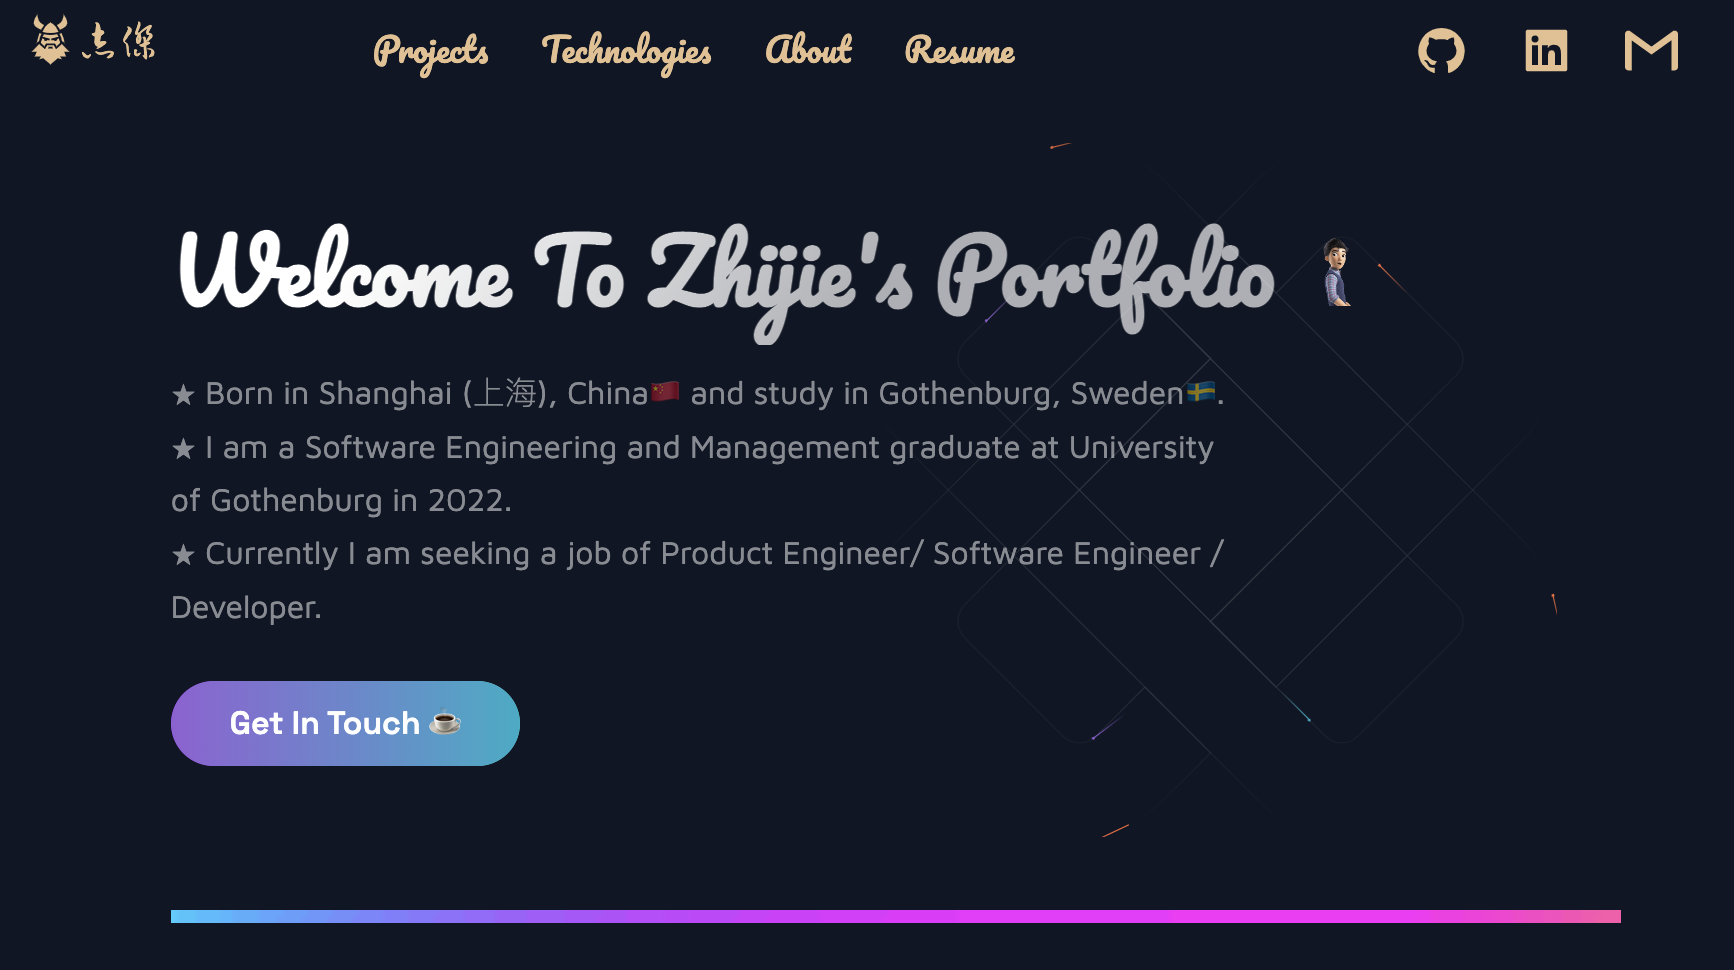 杰傑
Projects Technologies About Resume
Welcome To Zhijie's Portfolio
★ Born in Shanghai (上海), China🇨🇳 and study in Gothenburg, Sweden🇸🇪.
★ I am a Software Engineering and Management graduate at University
of Gothenburg in 2022.
★ Currently I am seeking a job of Product Engineer/ Software Engineer /
Developer.
Get In Touch ☕